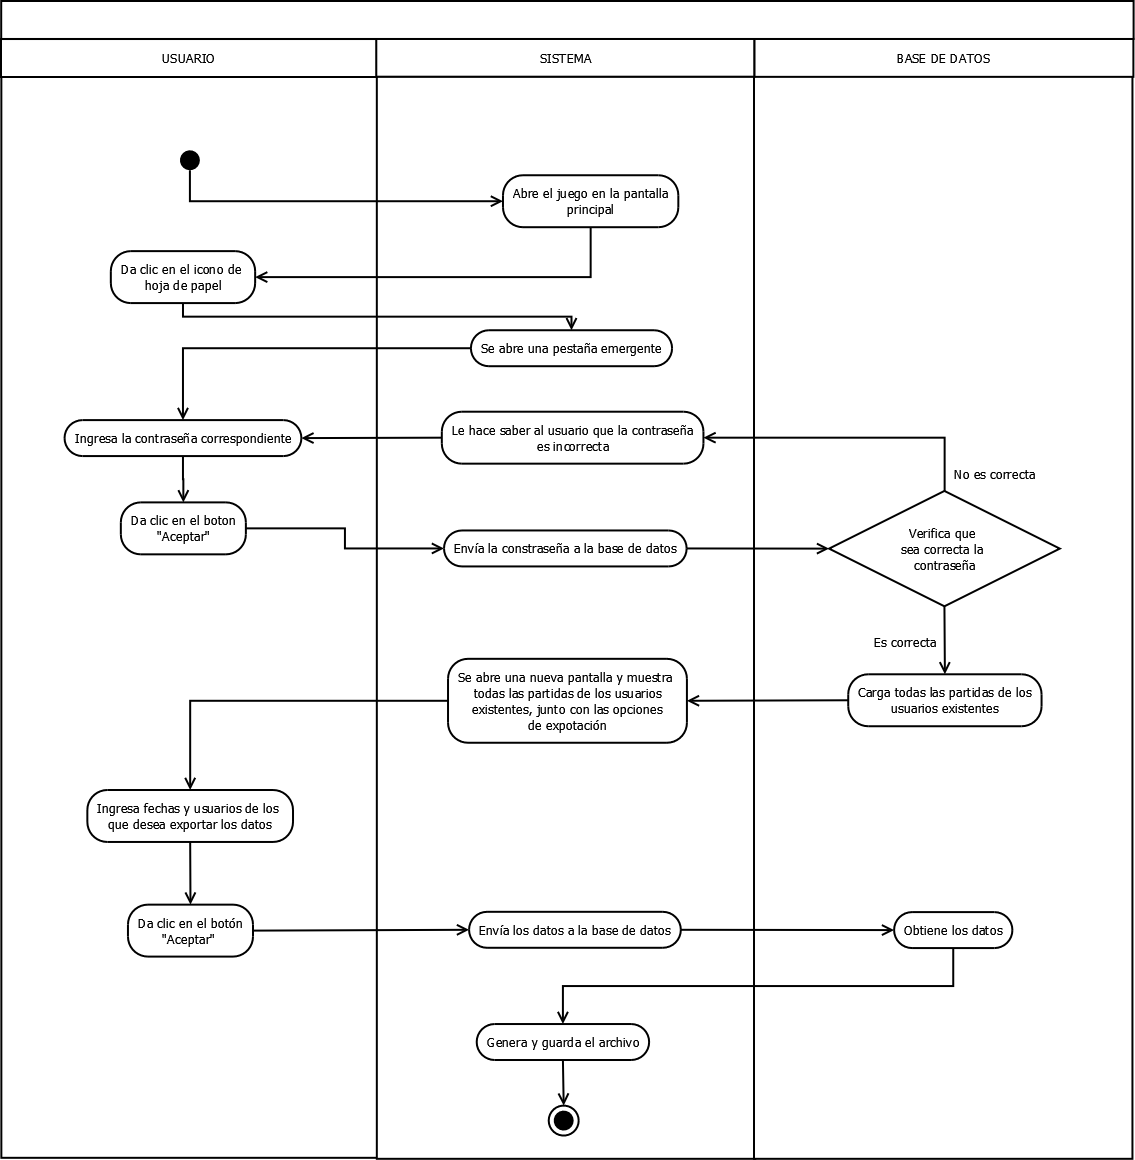 USUARIO
SISTEMA
BASE DE DATOS
Abre el juego en la pantalla
principal
Da clic en el icono de
hoja de papel
Se abre una pestaña emergente
Ingresa la contraseña correspondiente
Le hace saber al usuario que la contraseña
es incorrecta
No es correcta
Da clic en el boton
"Aceptar"
Envía la constraseña a la base de datos
Verifica que
sea correcta la
contraseña
Es correcta
Se abre una nueva pantalla y muestra
todas las partidas de los usuarios
existentes, junto con las opciones
de expotación
Carga todas las partidas de los
usuarios existentes
Ingresa fechas y usuarios de los
que desea exportar los datos
Da clic en el botón
"Aceptar"
Envía los datos a la base de datos
Obtiene los datos
Genera y guarda el archivo